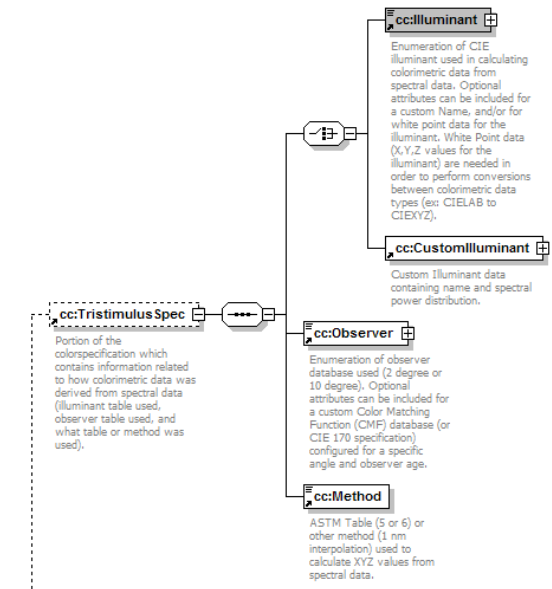 cc:Illuminant
Enumeration of CIE
illuminant used in calculating
colorimetric data from
spectral data. Optional
attributes can be included for
a custom Name, and/or for
white point data for the
illuminant. White Point data
(X,Y,Z values for the
illuminant) are needed in
order to perform conversions
between colorimetric data
types (ex: CIELAB to
CIEXYZ).
cc:CustomIlluminant
Custom Illuminant data
containing name and spectral
power distribution.
cc:TristimulusSpec
Portion of the
colorspecification which
contains information related
to how colorimetric data was
derived from spectral data
(illuminant table used,
observer table used, and
what table or method was
used).
cc:Observer
Enumeration of observer
database used (2 degree or
10 degree). Optional
attributes can be included for
a custom Color Matching
Function (CMF) database (or
CIE 170 specification)
configured for a specific
angle and observer age.
cc:Method
ASTM Table (5 or 6) or
other method (1 nm
interpolation) used to
calculate XYZ values from
spectral data.